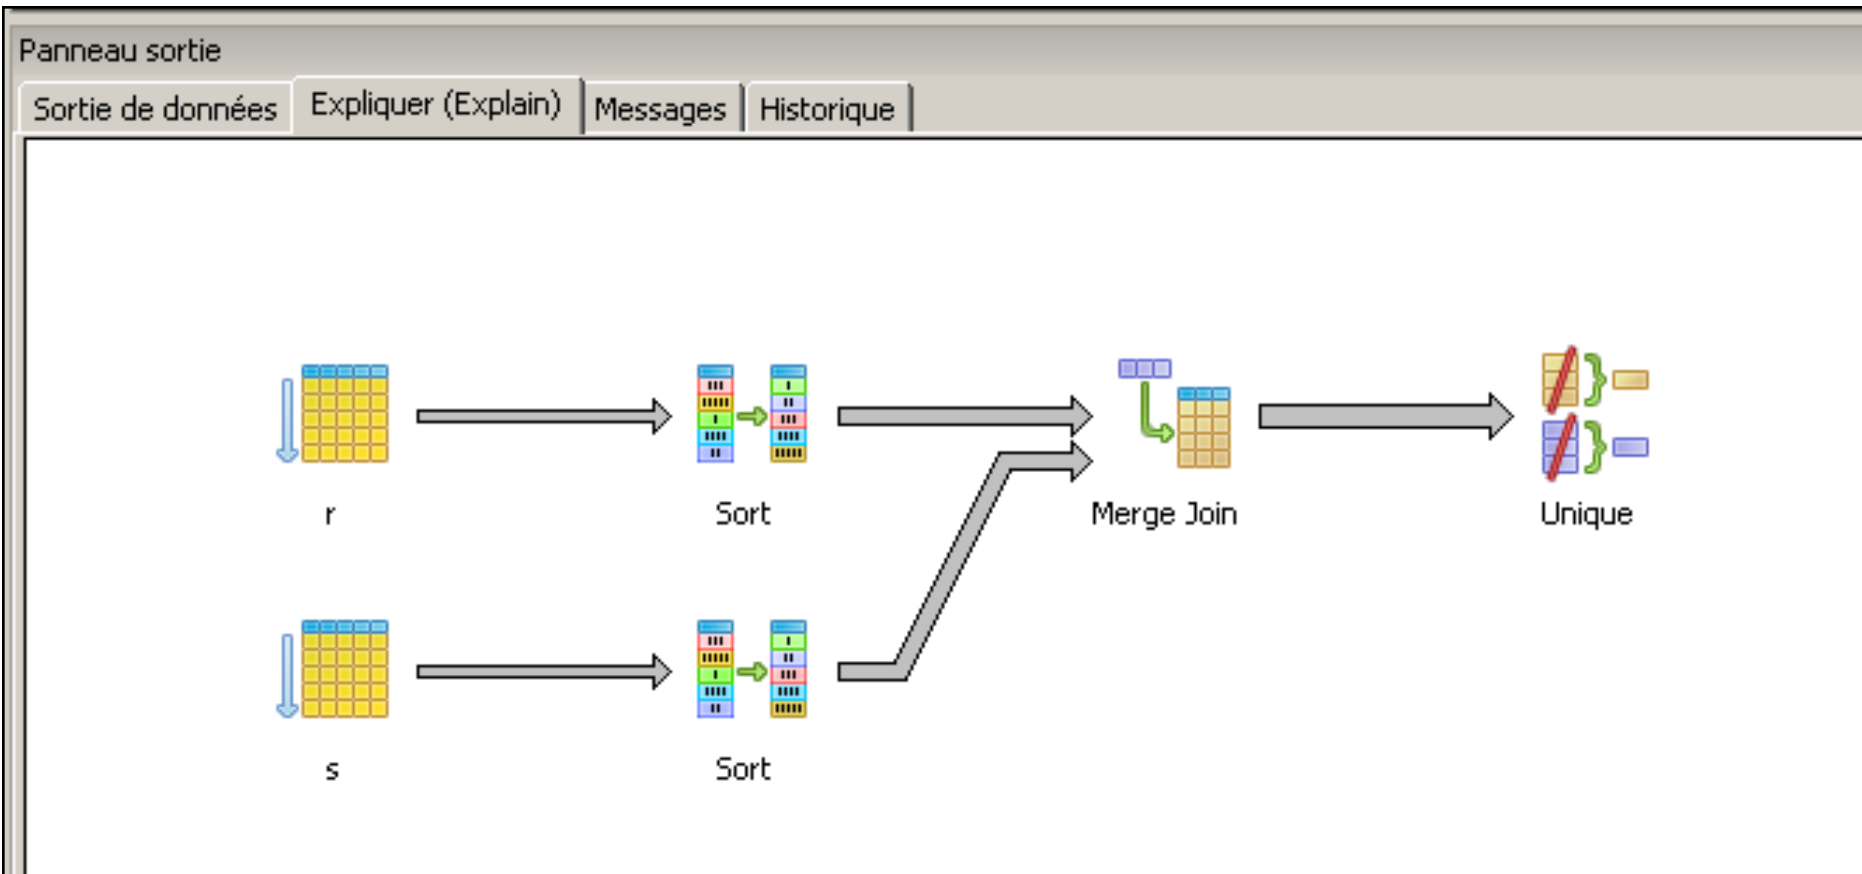 Panneau sortie
Sortie de données Expliquer (Explain) Messages Historique
r Sort Merge Join Unique
s Sort